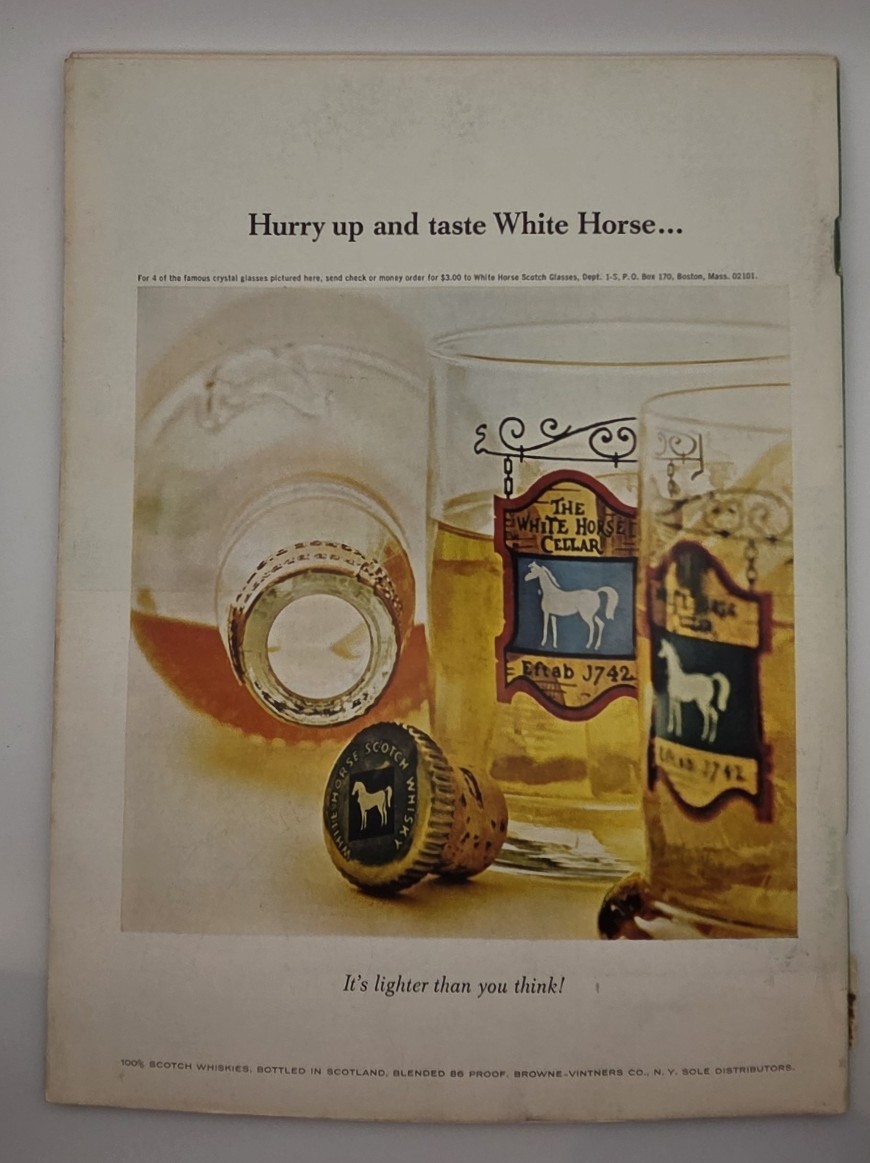 Hurry up and taste White Horse...
For 4 of the famous crystal glasses pictured here, send check or money order for $3.00 to White Horse Scotch Glasses, Dept. 1-S, P.O. Box 170, Boston, Mass. 02101.
THE
WHITE HORSE
CELLAR
Eſtab 1742
1742
WHITE HORSE SCOTCH WHISKY
It's lighter than you think!
100% SCOTCH WHISKIES. BOTTLED IN SCOTLAND. BLENDED 86 PROOF. BROWNE-VINTNERS CO., N.Y. SOLE DISTRIBUTORS.